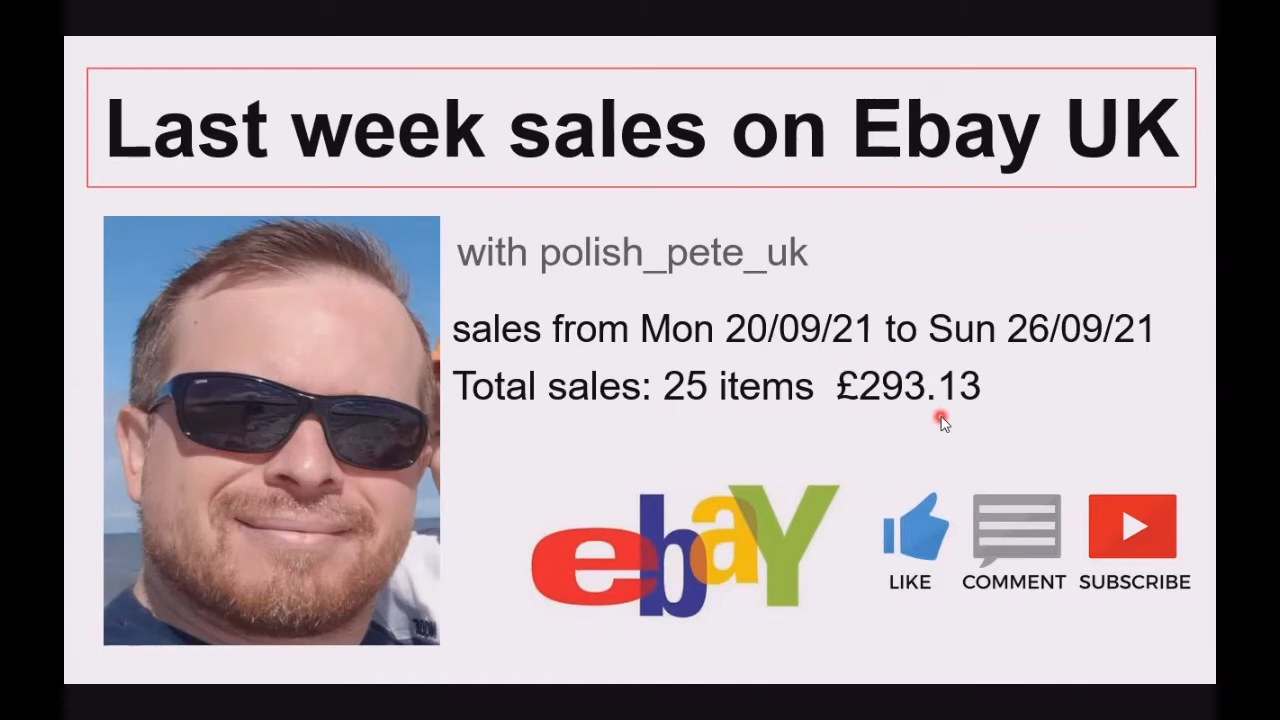 Last week sales on Ebay UK
with polish_pete_uk
sales from Mon 20/09/21 to Sun 26/09/21
Total sales: 25 items £293.13
ebaY
LIKE COMMENT SUBSCRIBE